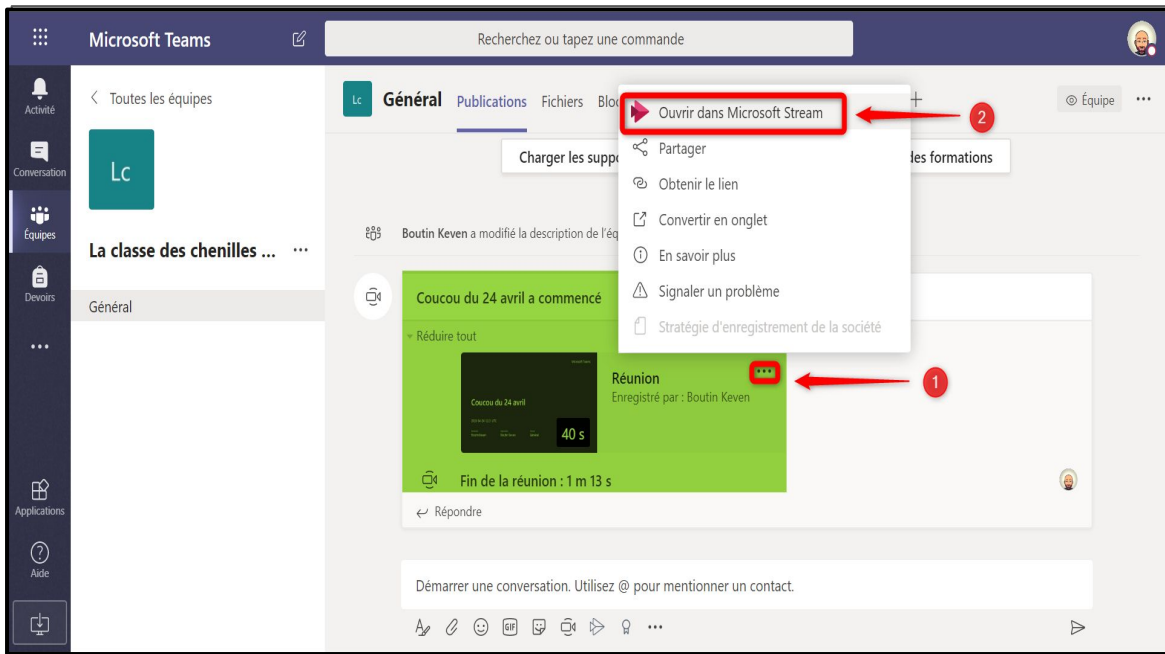 Microsoft Teams
Recherchez ou tapez une commande
Activité
Conversation
Équipes
Devoirs
Applications
Aide
Toutes les équipes
Lc
La classe des chenilles ...
Général
Lc
Général Publications Fichiers Bloc
Équipe
Charger les suppo
des formations
Boutin Keven a modifié la description de l'éq
Ouvrir dans Microsoft Stream
2
Partager
Obtenir le lien
Convertir en onglet
En savoir plus
Signaler un problème
Stratégie d'enregistrement de la société
Coucou du 24 avril a commencé
Réduire tout
Coucou du 24 avril
40 s
Réunion
Enregistré par : Boutin Keven
1
Fin de la réunion : 1 m 13 s
Répondre
Démarrer une conversation. Utilisez @ pour mentionner un contact.
GIF